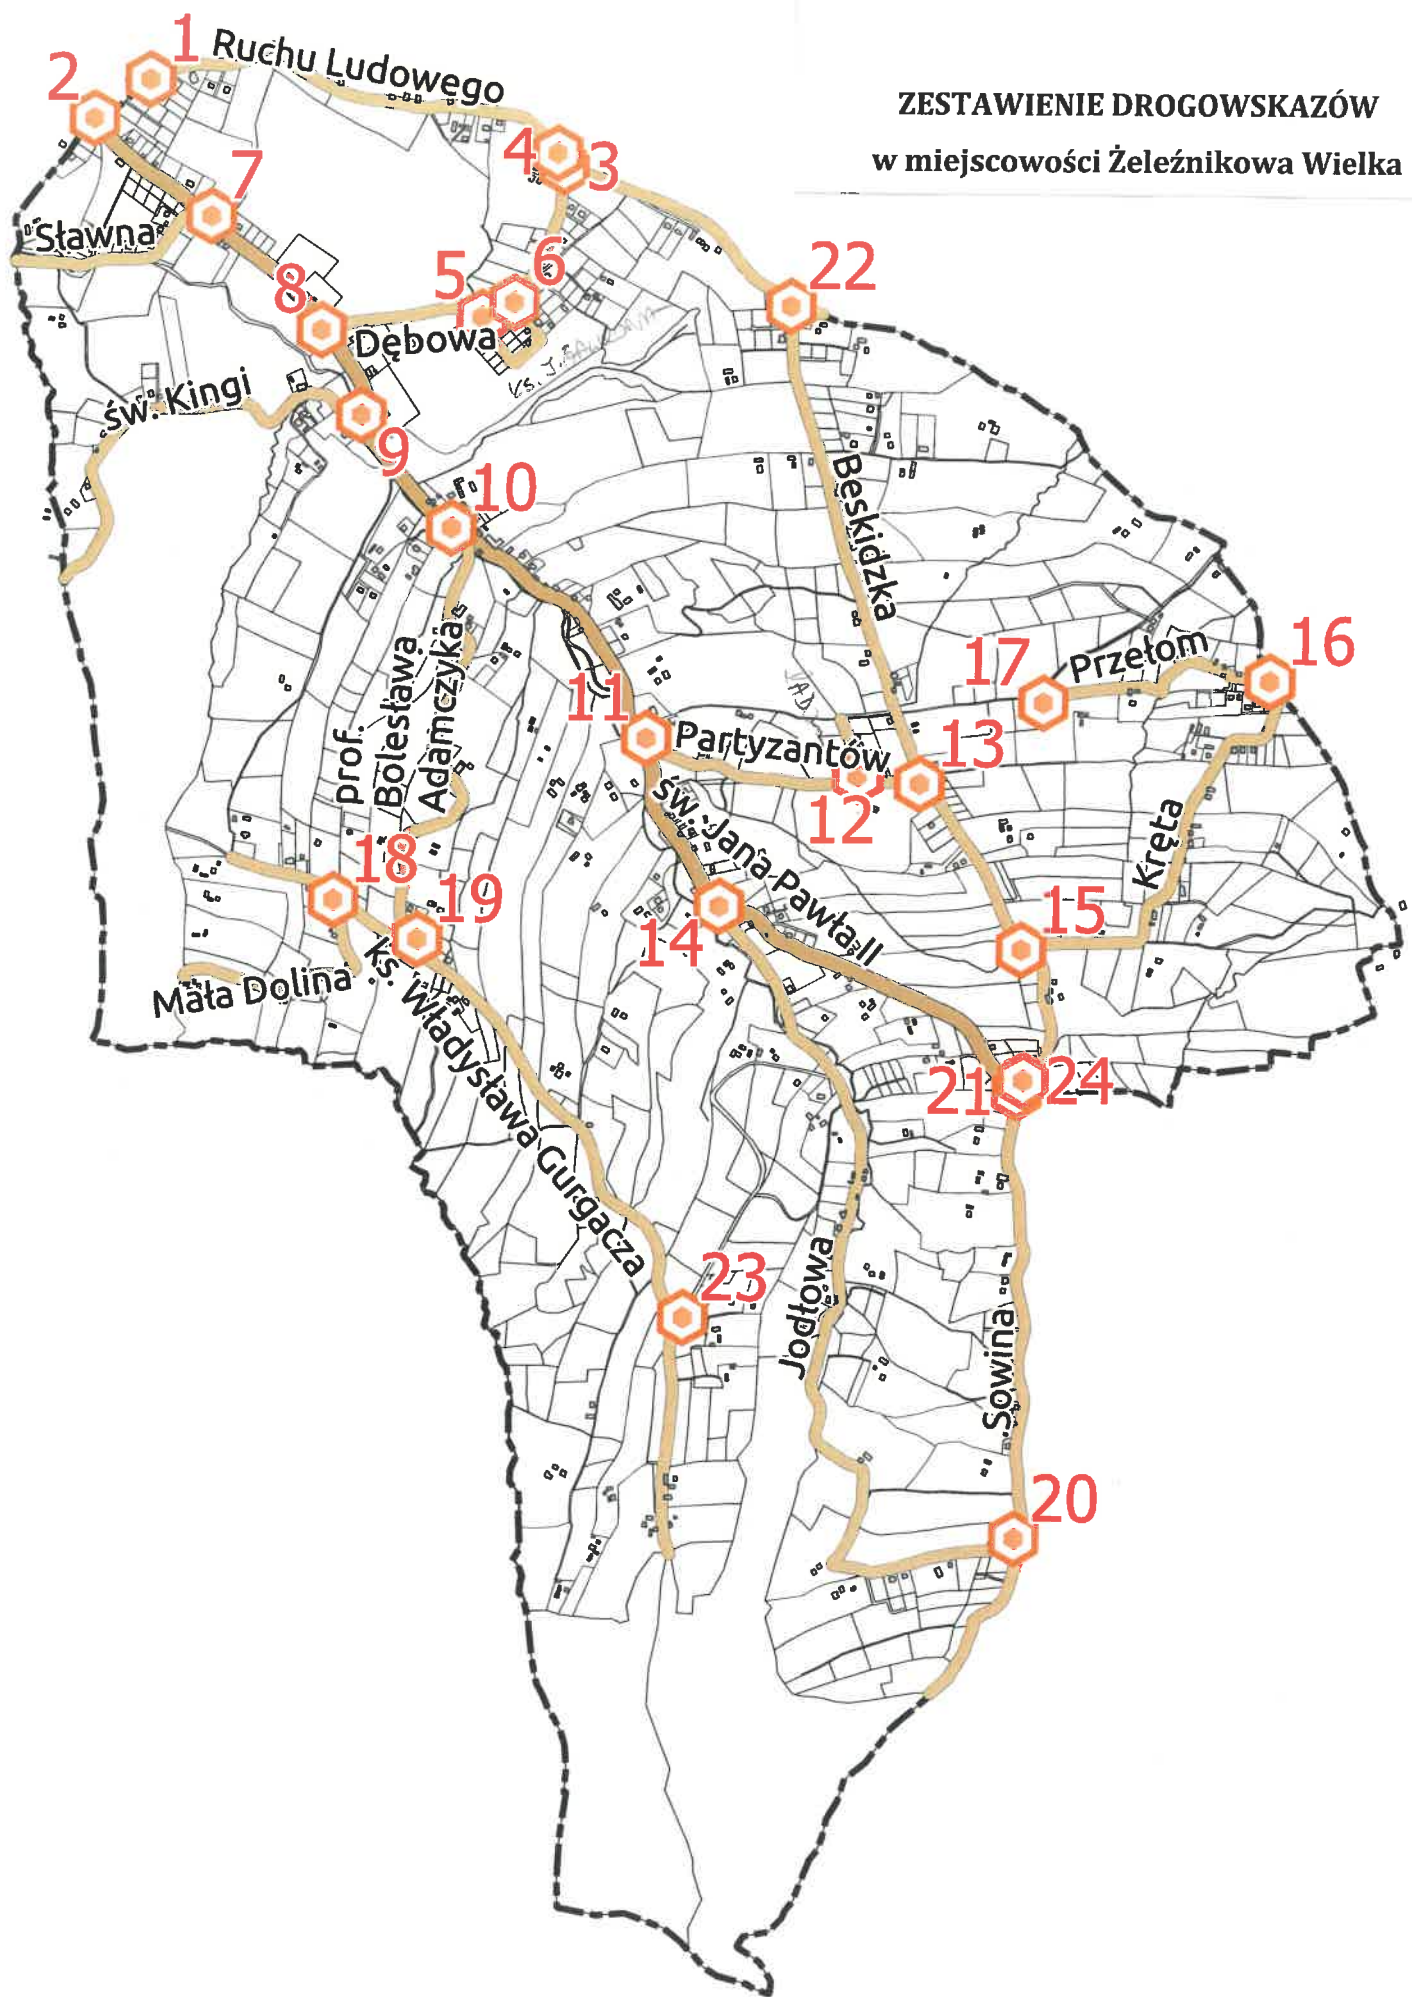 1
Ruchu Ludowego
2
ZESTAWIENIE DROGOWSKAZÓW
w miejscowości Żeleźnikowa Wielka
4
3
7
Sławna
5
6
22
8
Dębowa
ks. J.
św. Kingi
9
10
Beskidzka
prof.
Bolesława
Adamczyka
11
17
Przełom
16
Partyzantów
13
12
św. Jana Pawła II
Kręta
18
19
14
15
Mała Dolina
ks. Władysława Gurgacza
21
24
23
Jodłowa
Sowina
20